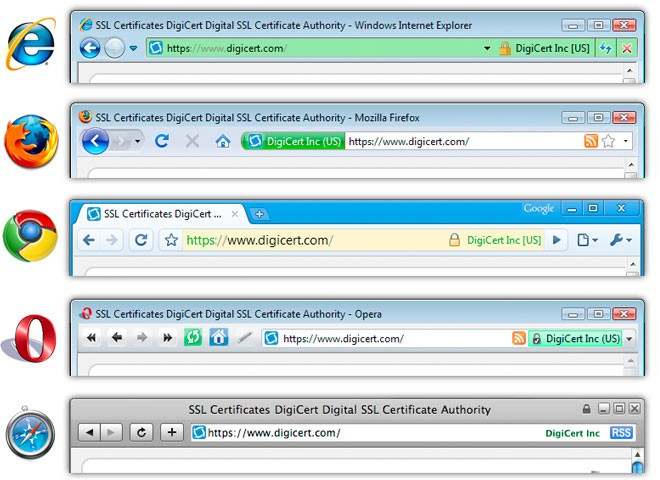 SSL Certificates DigiCert Digital SSL Certificate Authority - Windows Internet Explorer
https://www.digicert.com/ DigiCert Inc [US]
SSL Certificates DigiCert Digital SSL Certificate Authority - Mozilla Firefox
DigiCert Inc (US) https://www.digicert.com/
SSL Certificates DigiCert ... Google
https://www.digicert.com/ DigiCert Inc [US]
SSL Certificates DigiCert Digital SSL Certificate Authority - Opera
https://www.digicert.com/ DigiCert Inc (US)
SSL Certificates DigiCert Digital SSL Certificate Authority
https://www.digicert.com/ DigiCert Inc RSS